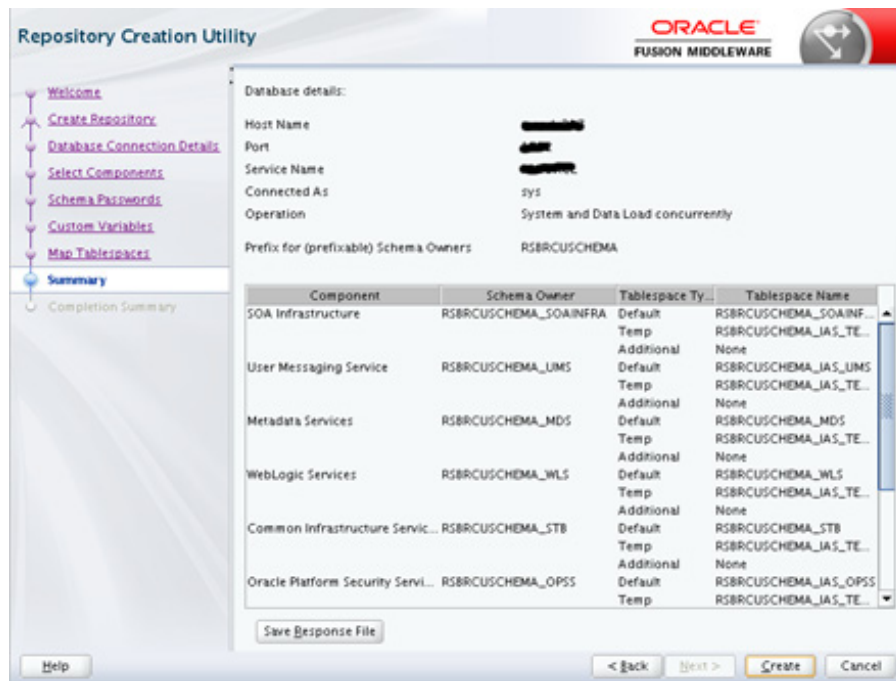 Repository Creation Utility
ORACLE
FUSION MIDDLEWARE
Welcome
Create Repository
Database Connection Details
Select Components
Schema Passwords
Custom Variables
Map Tablespaces
Summary
Completion Summary
Database details:
Host Name
Port
Service Name
Connected As sys
Operation System and Data Load concurrently
Prefix for (prefixable) Schema Owners RSBRCUSCHEMA
Component Schema Owner Tablespace Ty... Tablespace Name
SOA Infrastructure RSBRCUSCHEMA_SOAINFRA Default RSBRCUSCHEMA_SOAINF...
Temp RSBRCUSCHEMA_IAS_TE...
Additional None
User Messaging Service RSBRCUSCHEMA_UMS Default RSBRCUSCHEMA_IAS_UMS
Temp RSBRCUSCHEMA_IAS_TE...
Additional None
Metadata Services RSBRCUSCHEMA_MDS Default RSBRCUSCHEMA_MDS
Temp RSBRCUSCHEMA_IAS_TE...
Additional None
WebLogic Services RSBRCUSCHEMA_WLS Default RSBRCUSCHEMA_WLS
Temp RSBRCUSCHEMA_IAS_TE...
Additional None
Common Infrastructure Servic... RSBRCUSCHEMA_STB Default RSBRCUSCHEMA_STB
Temp RSBRCUSCHEMA_IAS_TE...
Additional None
Oracle Platform Security Servi... RSBRCUSCHEMA_OPSS Default RSBRCUSCHEMA_IAS_OPSS
Temp RSBRCUSCHEMA_IAS_TE...
Save Response File
Help < Back Next > Create Cancel